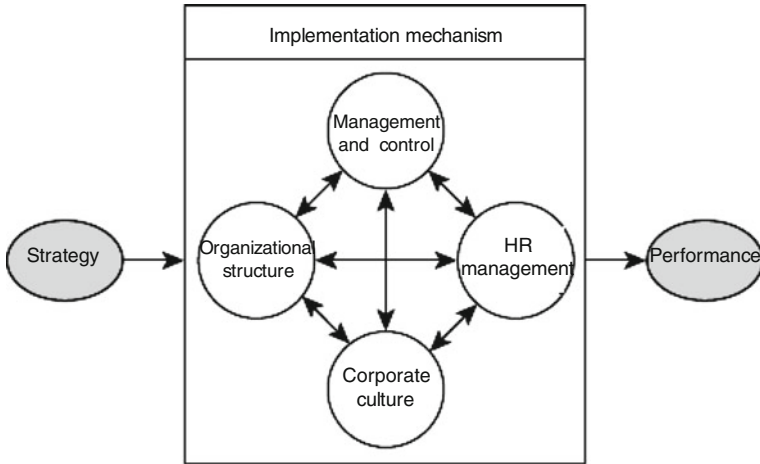 Implementation mechanism
Management
and control
Strategy
Organizational
structure
HR
management
Performance
Corporate
culture